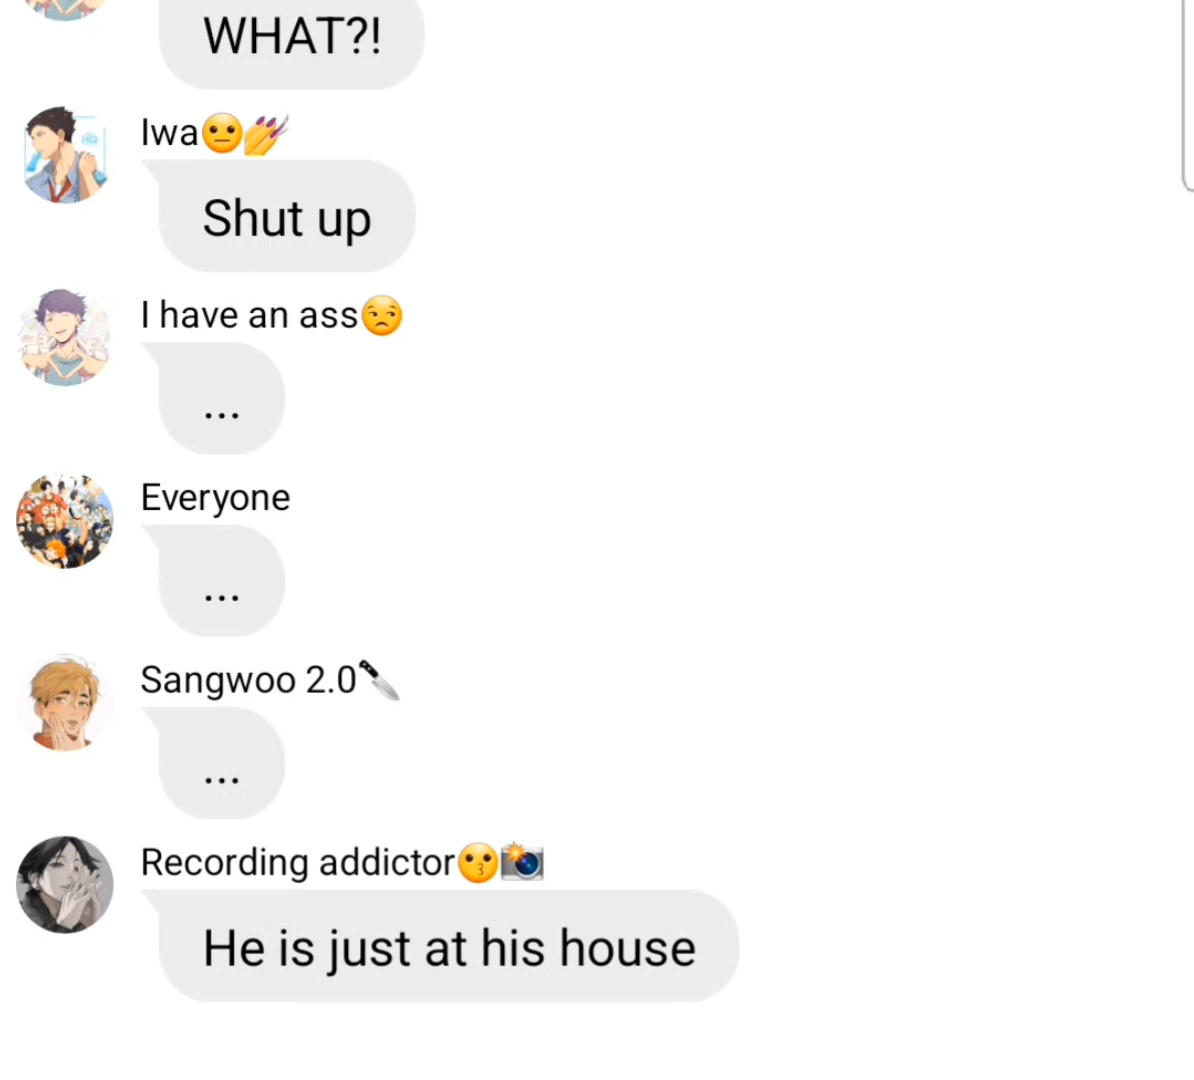 WHAT?!
Iwa😐💅
Shut up
I have an ass😒
...
Everyone
...
Sangwoo 2.0🔪
...
Recording addictor😗📸
He is just at his house